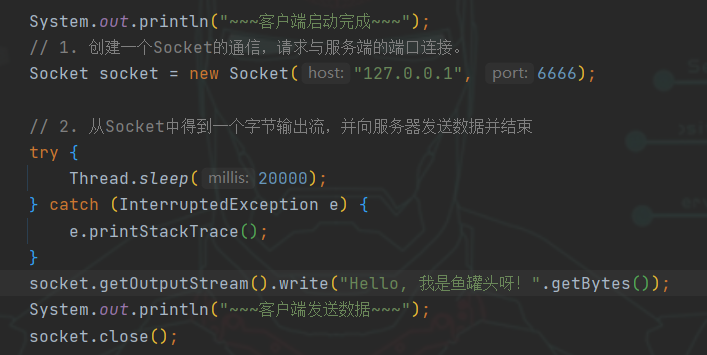 System.out.println("~~~客户端启动完成~~~");
// 1. 创建一个Socket的通信，请求与服务端的端口连接。
Socket socket = new Socket( host: "127.0.0.1", port: 6666);
// 2. 从Socket中得到一个字节输出流，并向服务器发送数据并结束
try {
Thread.sleep( millis: 20000);
} catch (InterruptedException e) {
e.printStackTrace();
}
socket.getOutputStream().write("Hello, 我是鱼罐头呀！".getBytes());
System.out.println("~~~客户端发送数据~~~");
socket.close();